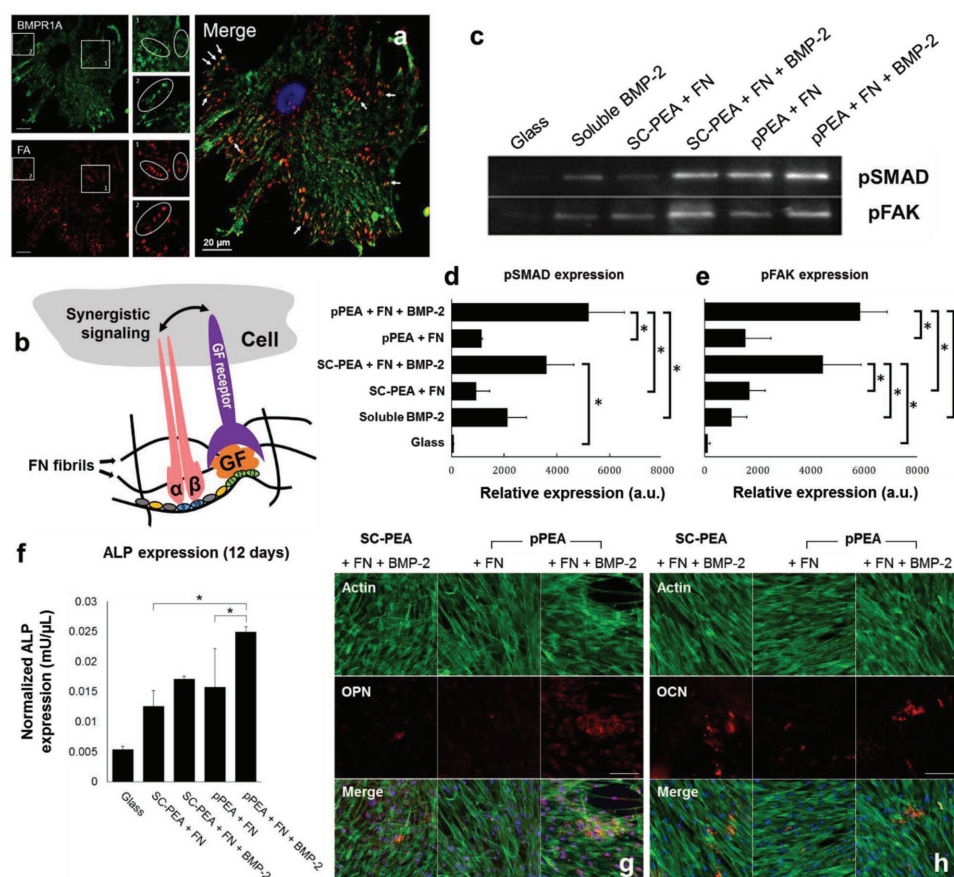 BMPR1A
1
2
1
2
FA
1
2
1
2
Merge
a
20 µm
c
Glass
Soluble BMP-2
SC-PEA + FN
SC-PEA + FN + BMP-2
pPEA + FN
pPEA + FN + BMP-2
pSMAD
pFAK
b
Synergistic
signaling
Cell
GF receptor
FN fibrils
α β
GF
d
pSMAD expression
pPEA + FN + BMP-2
pPEA + FN
SC-PEA + FN + BMP-2
SC-PEA + FN
Soluble BMP-2
Glass
* * * *
0 2000 4000 6000 8000
Relative expression (a.u.)
e
pFAK expression
* * * * * *
0 2000 4000 6000 8000
Relative expression (a.u.)
f
ALP expression (12 days)
Normalized ALP
expression (mU/µL)
0.03
0.025
0.02
0.015
0.01
0.005
0
* *
Glass
SC-PEA + FN
SC-PEA + FN + BMP-2
pPEA + FN
pPEA + FN + BMP-2
SC-PEA pPEA
+ FN + BMP-2 + FN + FN + BMP-2
Actin
OPN
Merge
g
SC-PEA pPEA
+ FN + BMP-2 + FN + FN + BMP-2
Actin
OCN
Merge
h